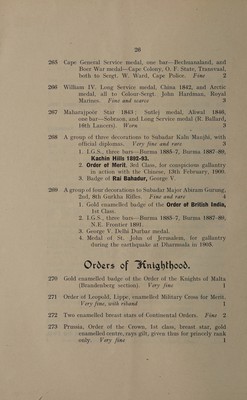 26
265 Cape General Service medal, one bar—Bechuanaland, and
Boer War medal—Cape Colony, O. F. State, Transvaal,
both to Sergt. W. Ward, Cape Police. Fine 2
266 William IV. Long Service medal, China 1842, and Arctic
medal, all to Colour-Sergt. John Hardman, Royal
Marines. Fine and scarce 3
267 Maharajpoor Star 1843: Sutlej medal, Aliwal 1846,
one bar—Sobraon: and Long Service medal (R. Ballard,
16th Lancers). Worn 3
268 A group of three decorations to Subadar Kalu Manjhi, with
official diplomas. Very fine and rare 3
1. I.G.S., three bars—Burma 1885-7, Burma 1887-89,
Kachin Hills 1892-93.
2. Order of Merit, 3rd Class, for conspicuous gallantry
in action with the Chinese, 13th February, 1900.
3. Badge of Rai Bahadur, George V.
269 A group of four decorations to Subadar Major Abiram Gurung,
2nd, 8th Gurkha Rifles. Fine and rare 4
1. Gold enamelled badge of the Order of British India,
1st Class.
2. I.G.S., three bars—Burma 1885-7, Burma 1887-89,
N.E. Frontier 1891.
3. George V. Delhi Durbar medal.
4. Medal of St. John of Jerusalem, for gallantry
during the earthquake at Dharmsala in 1905.
Orders of Knighthood.
270 Gold enamelled badge of the Order of the Knights of Malta
(Brandenberg section). Very fine 1
271 Order of Leopold, Lippe, enamelled Military Cross for Merit.
Very fine, with riband 1
272 Two enamelled breast stars of Continental Orders. Fine 2
273 Prussia, Order of the Crown, 1st class, breast star, gold
enamelled centre, rays gilt, given thus for princely rank
only. Very fine 1